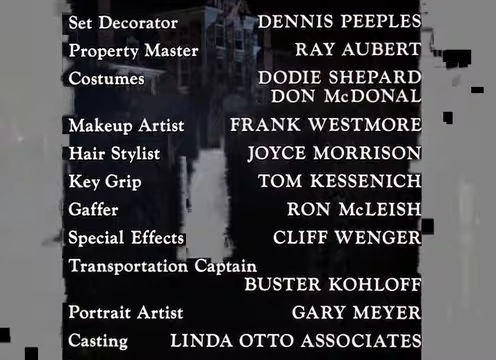 Set Decorator DENNIS PEEPLES
Property Master RAY AUBERT
Costumes DODIE SHEPARD
DON McDONAL
Makeup Artist FRANK WESTMORE
Hair Stylist JOYCE MORRISON
Key Grip TOM KESSENICH
Gaffer RON McLEISH
Special Effects CLIFF WENGER
Transportation Captain
BUSTER KOHLOFF
Portrait Artist GARY MEYER
Casting LINDA OTTO ASSOCIATES